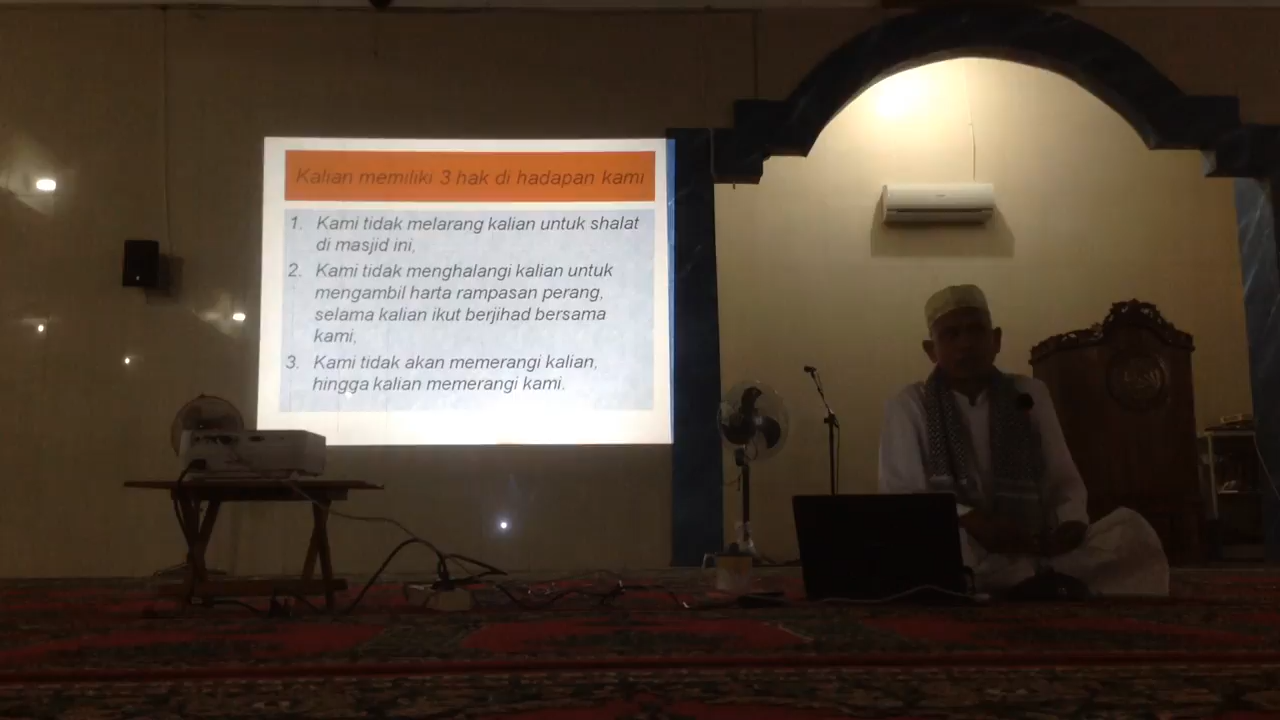 Kalian memiliki 3 hak di hadapan kami
1. Kami tidak melarang kalian untuk shalat
di masjid ini,
2. Kami tidak menghalangi kalian untuk
mengambil harta rampasan perang,
selama kalian ikut berjihad bersama
kami,
3. Kami tidak akan memerangi kalian,
hingga kalian memerangi kami.